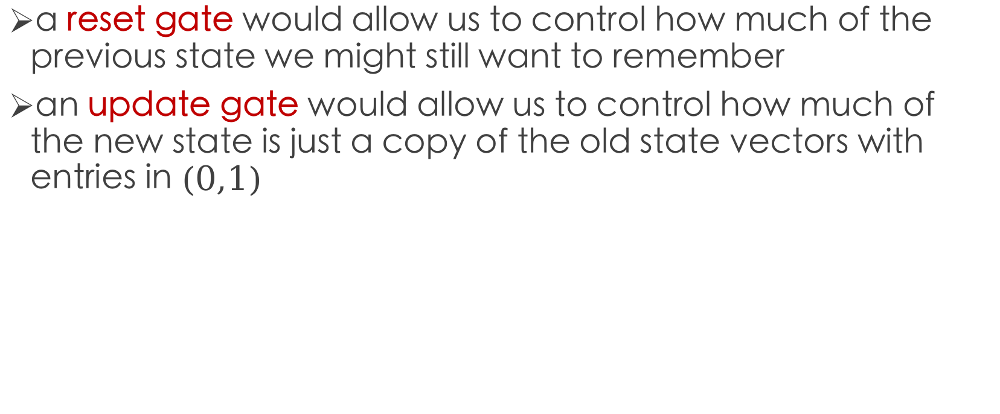 ➢a reset gate would allow us to control how much of the
previous state we might still want to remember
➢an update gate would allow us to control how much of
the new state is just a copy of the old state vectors with
entries in (0,1)